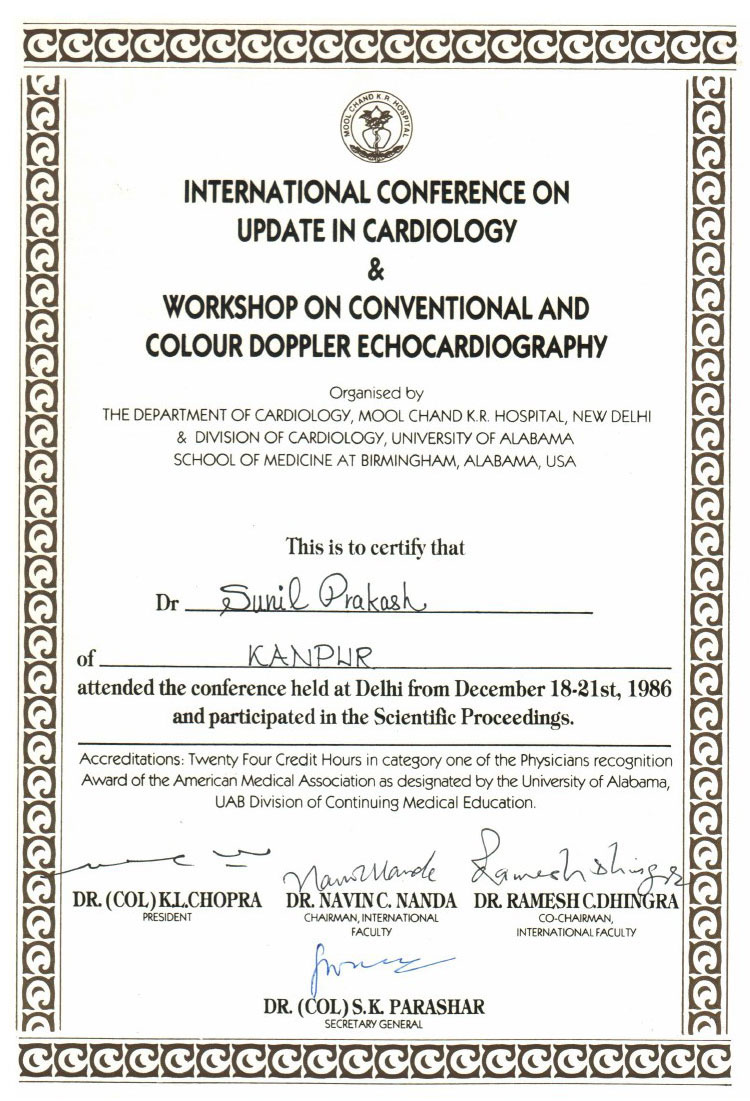 MOOL CHAND K.R. HOSPITAL
INTERNATIONAL CONFERENCE ON
UPDATE IN CARDIOLOGY
&
WORKSHOP ON CONVENTIONAL AND
COLOUR DOPPLER ECHOCARDIOGRAPHY
Organised by
THE DEPARTMENT OF CARDIOLOGY, MOOL CHAND K.R. HOSPITAL, NEW DELHI
& DIVISION OF CARDIOLOGY, UNIVERSITY OF ALABAMA
SCHOOL OF MEDICINE AT BIRMINGHAM, ALABAMA, USA
This is to certify that
Dr Sunil Prakash
of KANPUR
attended the conference held at Delhi from December 18-21st, 1986
and participated in the Scientific Proceedings.
Accreditations: Twenty Four Credit Hours in category one of the Physicians recognition
Award of the American Medical Association as designated by the University of Alabama,
UAB Division of Continuing Medical Education.
Ramesh Dhingra
DR. (COL) K.L.CHOPRA DR. NAVIN C. NANDA DR. RAMESH C.DHINGRA
PRESIDENT CHAIRMAN, INTERNATIONAL CO-CHAIRMAN,
FACULTY INTERNATIONAL FACULTY
DR. (COL) S.K. PARASHAR
SECRETARY GENERAL